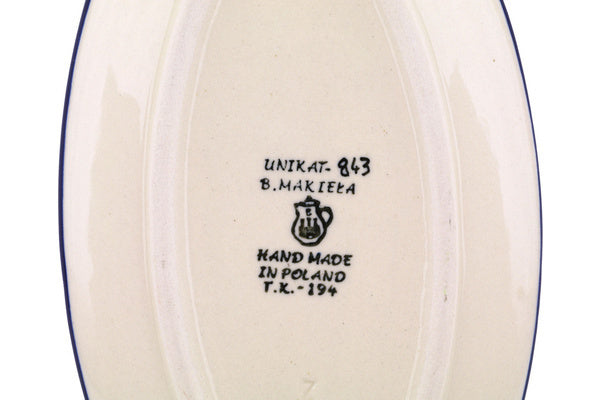 UNIKAT-843
B. MAKIEŁA
HAND MADE
IN POLAND
T.K.-194